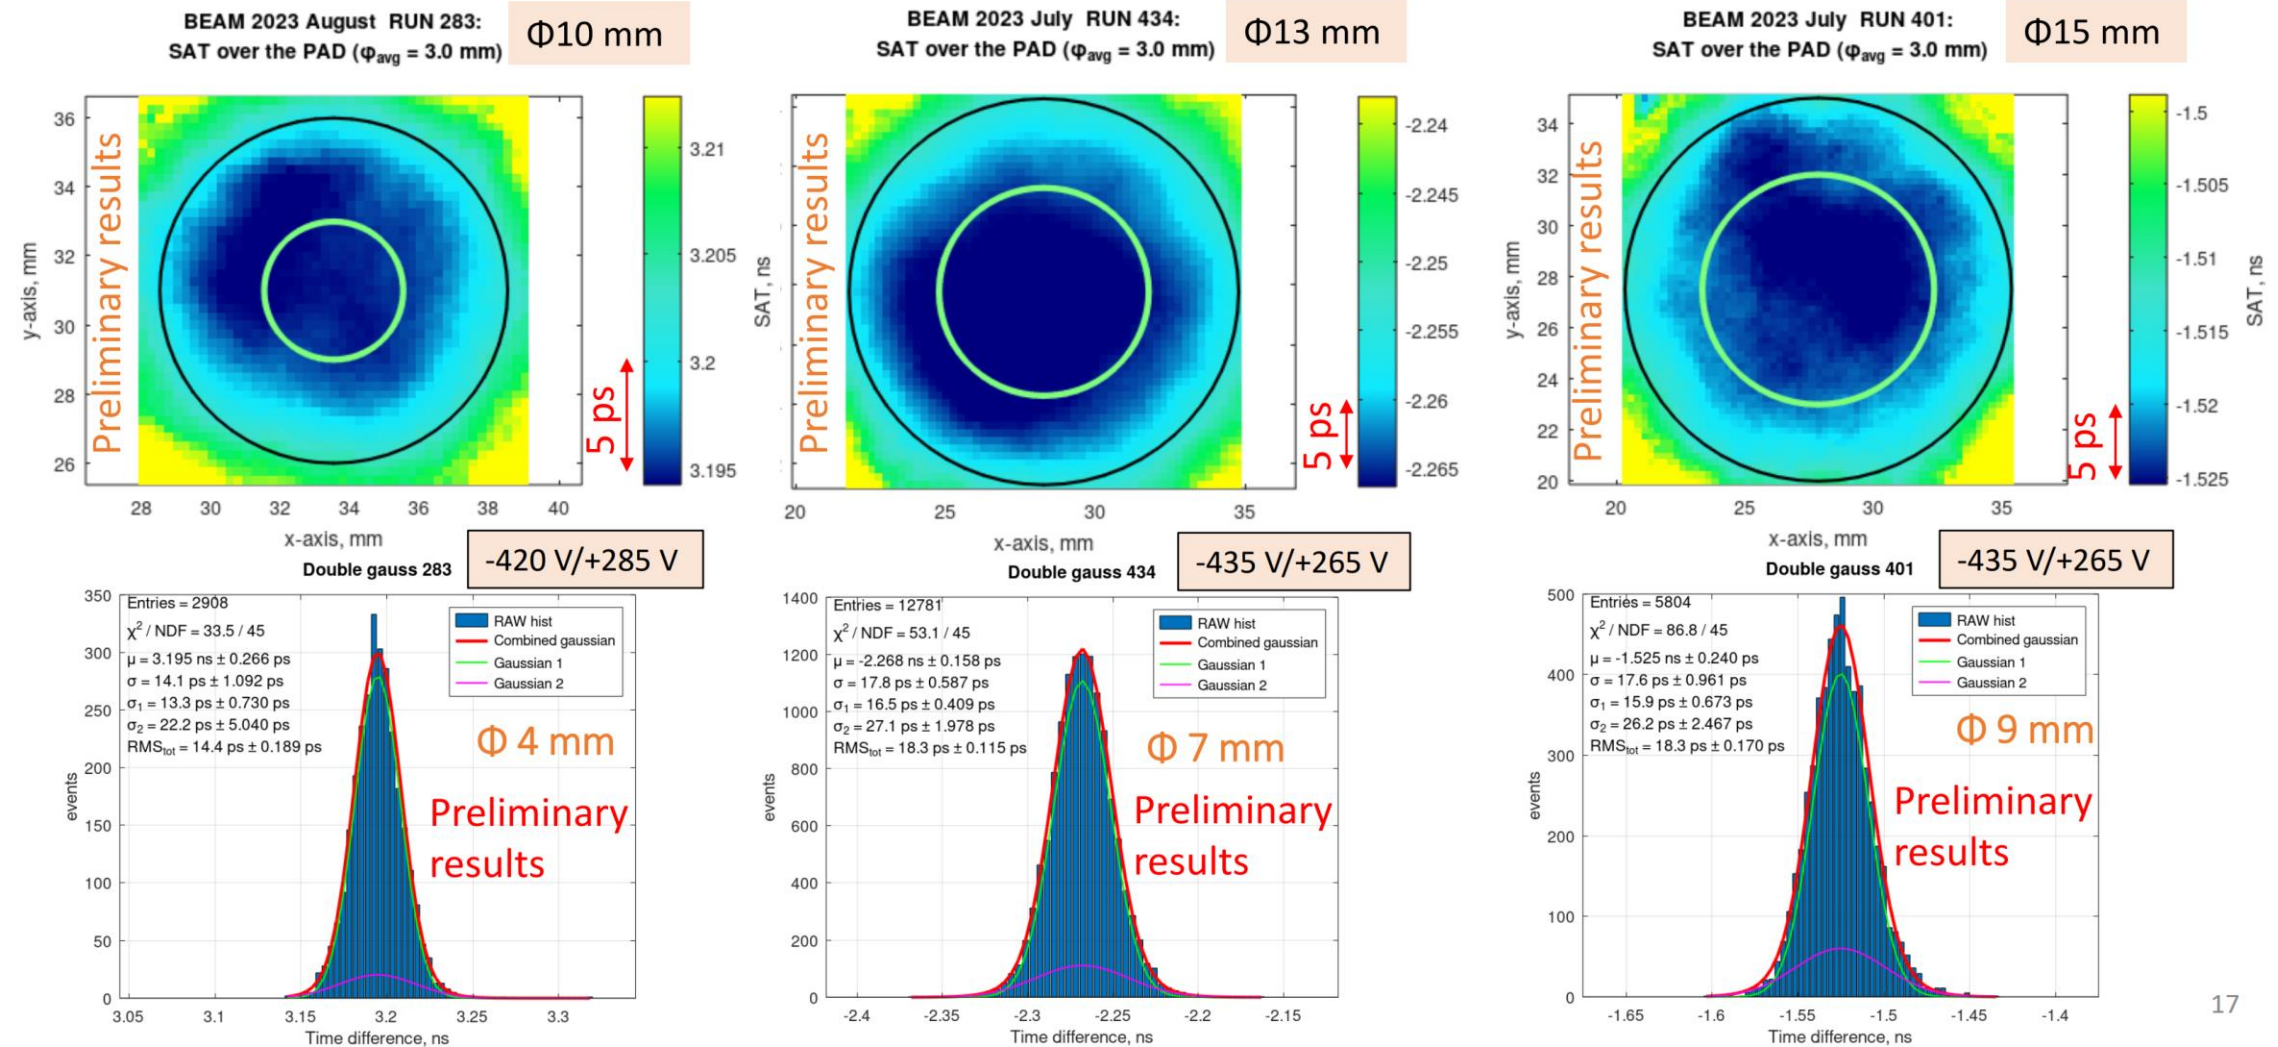 BEAM 2023 August RUN 283:
SAT over the PAD (φavg = 3.0 mm)
Φ10 mm
36
34
32
30
28
26
y-axis, mm
Preliminary results
28 30 32 34 36 38 40
x-axis, mm
3.21
3.205
3.2
3.195
SAT, ns
5 ps
BEAM 2023 July RUN 434:
SAT over the PAD (φavg = 3.0 mm)
Φ13 mm
Preliminary results
20 25 30 35
x-axis, mm
-2.24
-2.245
-2.25
-2.255
-2.26
-2.265
5 ps
BEAM 2023 July RUN 401:
SAT over the PAD (φavg = 3.0 mm)
Φ15 mm
34
32
30
28
26
24
22
20
y-axis, mm
Preliminary results
20 25 30 35
x-axis, mm
-1.5
-1.505
-1.51
-1.515
-1.52
-1.525
SAT, ns
5 ps
Double gauss 283
-420 V/+285 V
Entries = 2908
χ2 / NDF = 33.5 / 45
μ = 3.195 ns ± 0.266 ps
σ = 14.1 ps ± 1.092 ps
σ1 = 13.3 ps ± 0.730 ps
σ2 = 22.2 ps ± 5.040 ps
RMStot = 14.4 ps ± 0.189 ps
RAW hist
Combined gaussian
Gaussian 1
Gaussian 2
Φ 4 mm
Preliminary
results
350
300
250
200
150
100
50
0
events
3.05 3.1 3.15 3.2 3.25 3.3
Time difference, ns
Double gauss 434
-435 V/+265 V
Entries = 12781
χ2 / NDF = 53.1 / 45
μ = -2.268 ns ± 0.158 ps
σ = 17.8 ps ± 0.587 ps
σ1 = 16.5 ps ± 0.409 ps
σ2 = 27.1 ps ± 1.978 ps
RMStot = 18.3 ps ± 0.115 ps
RAW hist
Combined gaussian
Gaussian 1
Gaussian 2
Φ 7 mm
Preliminary
results
1400
1200
1000
800
600
400
200
0
events
-2.4 -2.35 -2.3 -2.25 -2.2 -2.15
Time difference, ns
Double gauss 401
-435 V/+265 V
Entries = 5804
χ2 / NDF = 86.8 / 45
μ = -1.525 ns ± 0.240 ps
σ = 17.6 ps ± 0.961 ps
σ1 = 15.9 ps ± 0.673 ps
σ2 = 26.2 ps ± 2.467 ps
RMStot = 18.3 ps ± 0.170 ps
RAW hist
Combined gaussian
Gaussian 1
Gaussian 2
Φ 9 mm
Preliminary
results
500
400
300
200
100
0
events
-1.65 -1.6 -1.55 -1.5 -1.45 -1.4
Time difference, ns
17